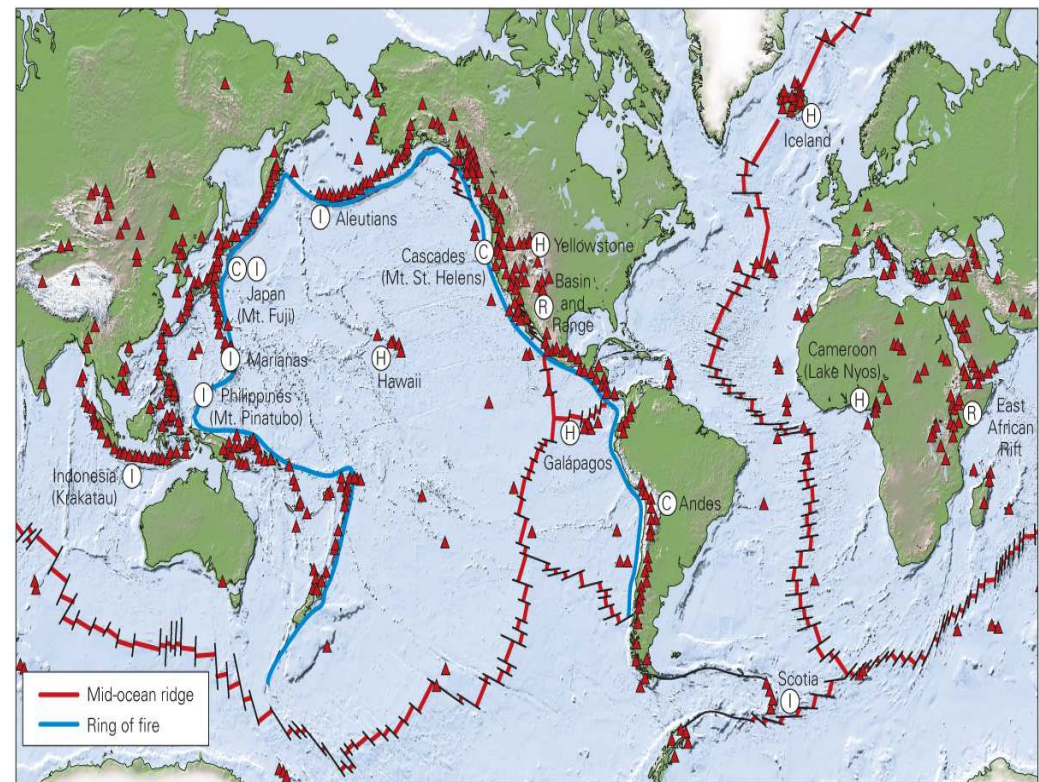 H
Iceland
I
Aleutians
Cascades
(Mt. St. Helens)
C
H
Yellowstone
Basin
and
Range
R
C
I
Japan
(Mt. Fuji)
I
Marianas
H
Hawaii
I
Philippines
(Mt. Pinatubo)
Cameroon
(Lake Nyos)
H
R
East
African
Rift
H
Galápagos
Indonesia
(Krakatau)
I
C
Andes
Scotia
I
Mid-ocean ridge
Ring of fire